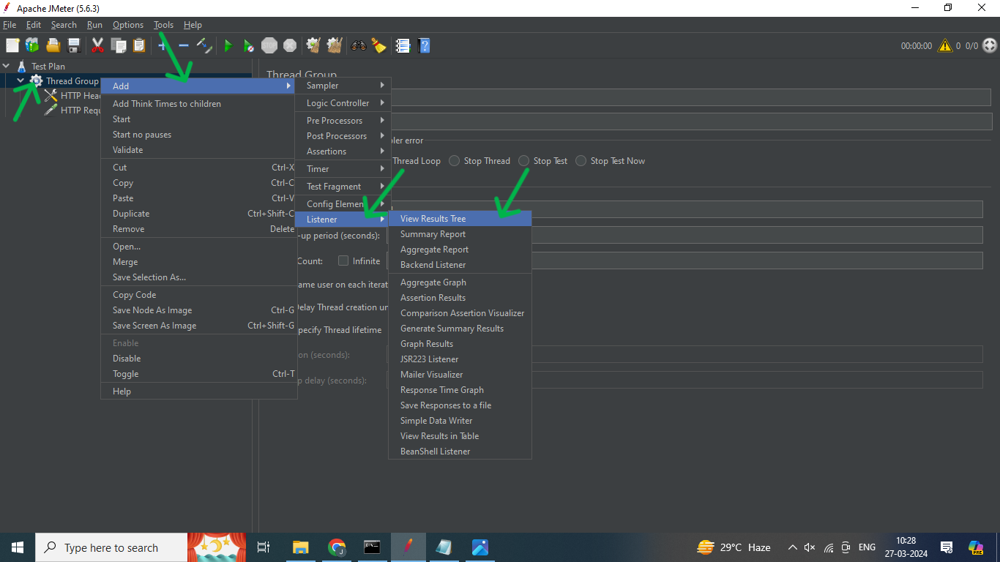 Apache JMeter (5.6.3)
File Edit Search Run Options Tools Help
STOP
00:00:00 0 0/0
Test Plan
Thread Group
HTTP Hea
HTTP Requ
Thread Group
Add
Add Think Times to children
Start
Start no pauses
Validate
Cut Ctrl-X
Copy Ctrl-C
Paste Ctrl-V
Duplicate Ctrl+Shift-C
Remove Delete
Open...
Merge
Save Selection As...
Copy Code
Save Node As Image Ctrl-G
Save Screen As Image Ctrl+Shift-G
Enable
Disable
Toggle Ctrl-T
Help
Sampler
Logic Controller
Pre Processors
Post Processors
Assertions
Timer
Test Fragment
Config Element
Listener
View Results Tree
Summary Report
Aggregate Report
Backend Listener
Aggregate Graph
Assertion Results
Comparison Assertion Visualizer
Generate Summary Results
Graph Results
JSR223 Listener
Mailer Visualizer
Response Time Graph
Save Responses to a file
Simple Data Writer
View Results in Table
BeanShell Listener
pler error
Thread Loop Stop Thread Stop Test Stop Test Now
-up period (seconds):
Count: Infinite
ame user on each iterat
elay Thread creation un
pecify Thread lifetime
on (seconds):
p delay (seconds):
Type here to search
29°C Haze
ENG
10:28
27-03-2024
PRE